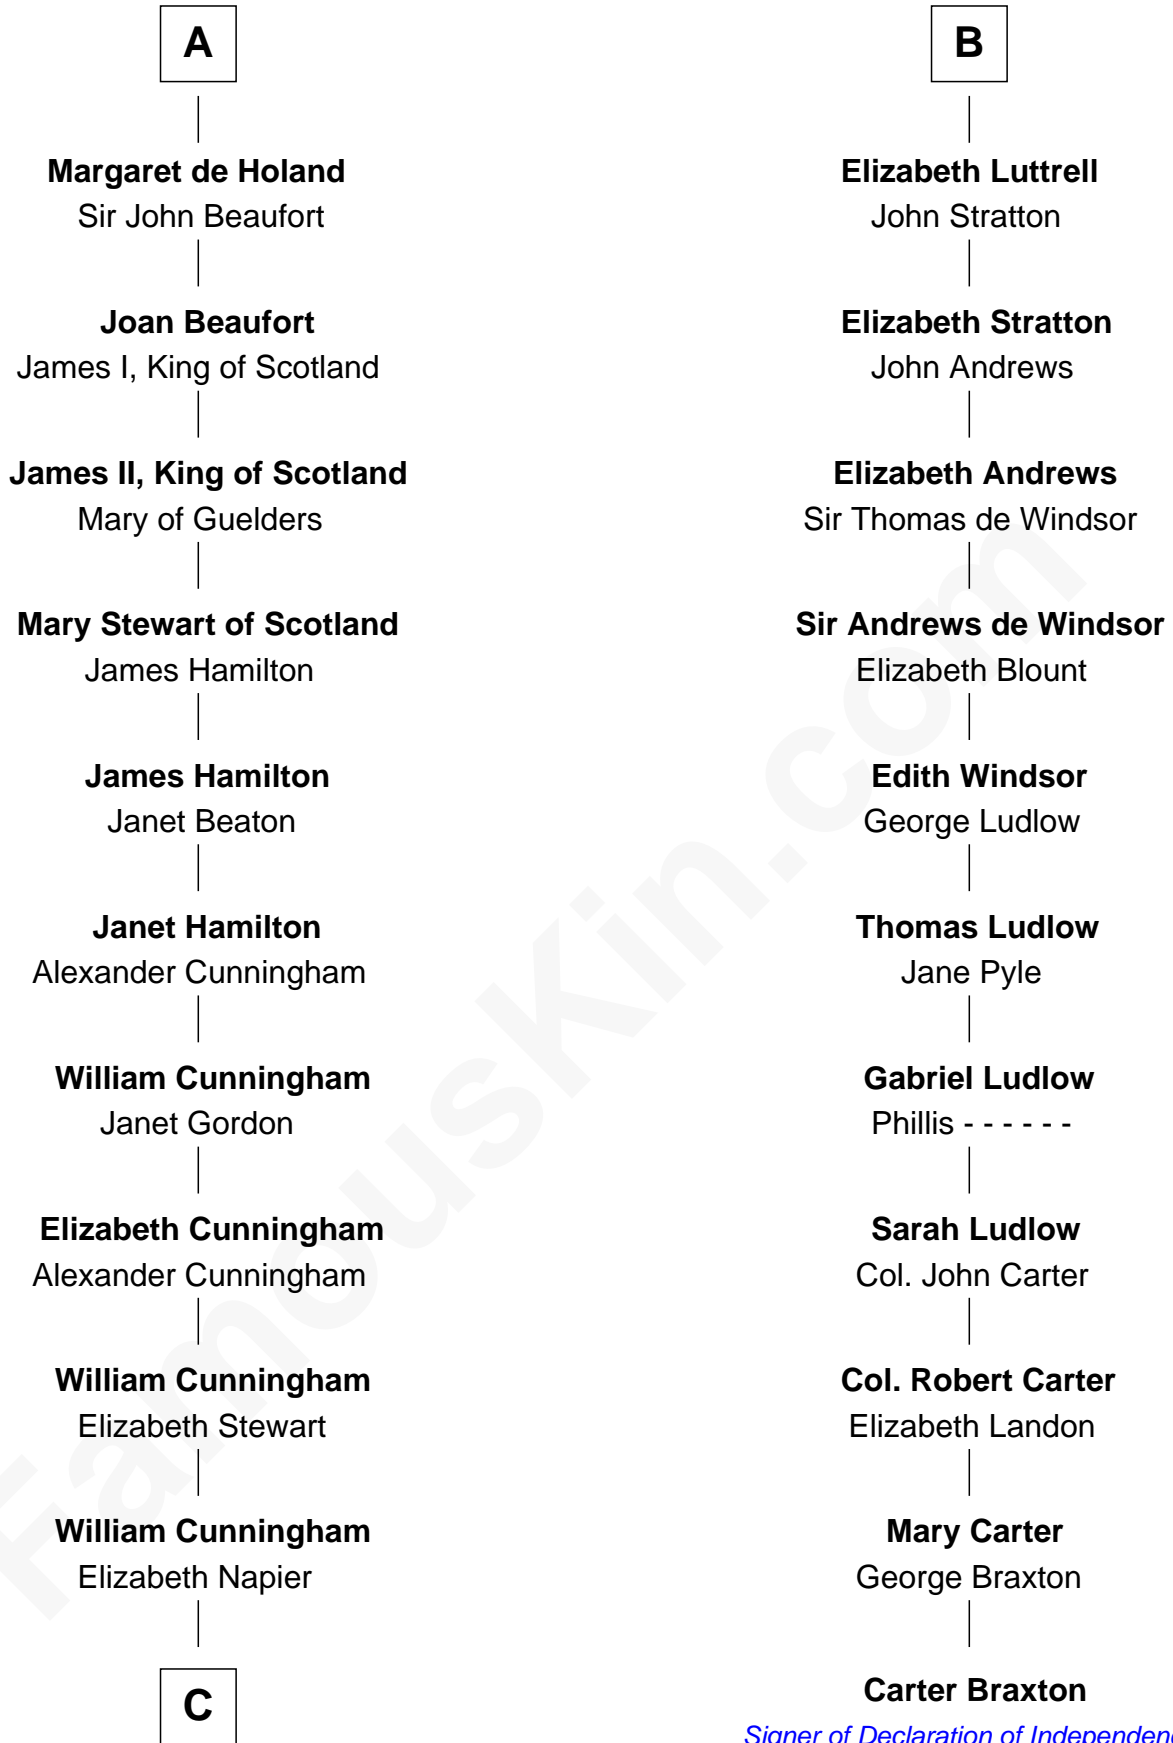 A
Margaret de Holand
Sir John Beaufort
Joan Beaufort
James I, King of Scotland
James II, King of Scotland
Mary of Guelders
Mary Stewart of Scotland
James Hamilton
James Hamilton
Janet Beaton
Janet Hamilton
Alexander Cunningham
William Cunningham
Janet Gordon
Elizabeth Cunningham
Alexander Cunningham
William Cunningham
Elizabeth Stewart
William Cunningham
Elizabeth Napier
C
B
Elizabeth Luttrell
John Stratton
Elizabeth Stratton
John Andrews
Elizabeth Andrews
Sir Thomas de Windsor
Sir Andrews de Windsor
Elizabeth Blount
Edith Windsor
George Ludlow
Thomas Ludlow
Jane Pyle
Gabriel Ludlow
Phillis - - - - - -
Sarah Ludlow
Col. John Carter
Col. Robert Carter
Elizabeth Landon
Mary Carter
George Braxton
Carter Braxton
Signer of Declaration of Independenc
FamousKin.com